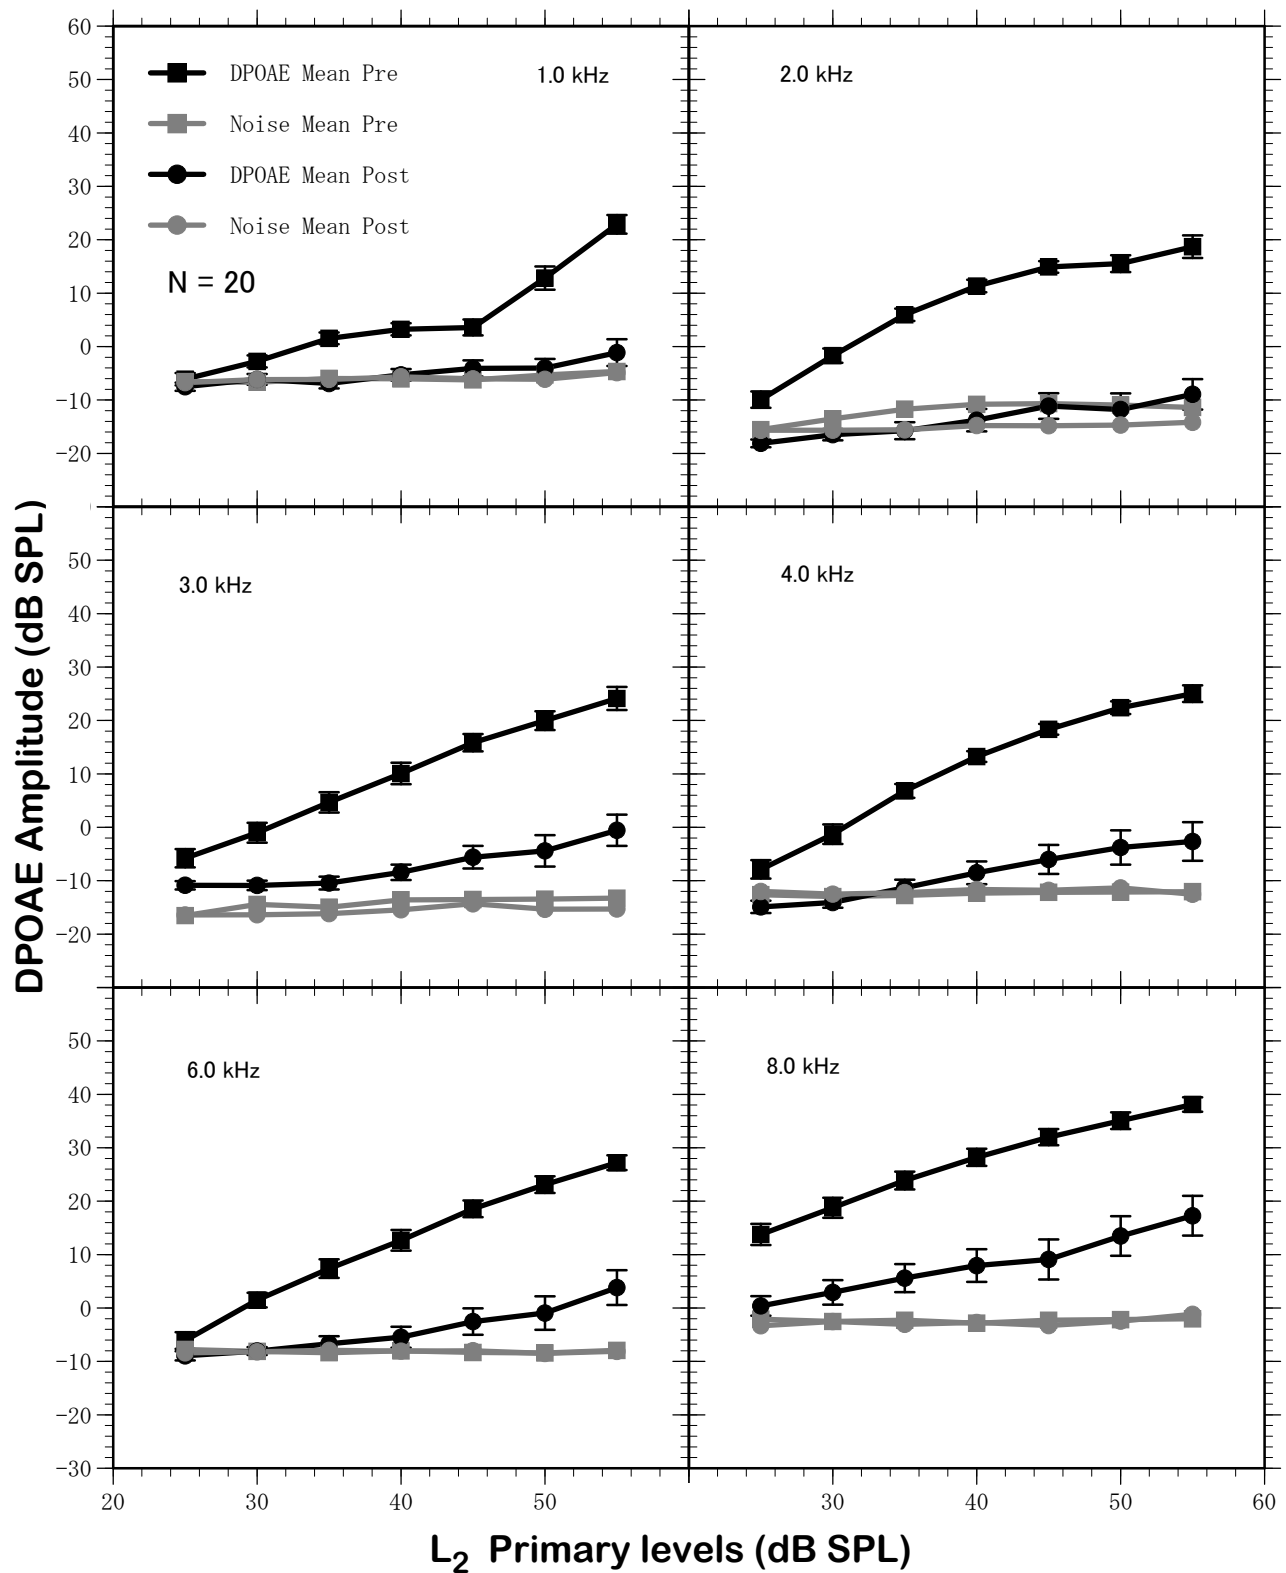 60
50
40
30
20
10
0
−10
−20
DPOAE Mean Pre
Noise Mean Pre
DPOAE Mean Post
Noise Mean Post
N = 20
1.0 kHz
2.0 kHz
50
40
30
20
10
0
−10
−20
3.0 kHz
4.0 kHz
50
40
30
20
10
0
−10
−20
−30
6.0 kHz
8.0 kHz
20 30 40 50 30 40 50 60
DPOAE Amplitude (dB SPL)
L2 Primary levels (dB SPL)